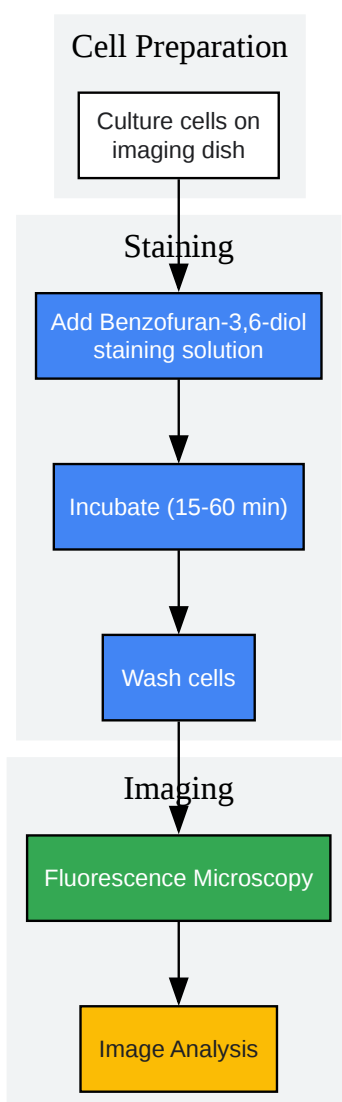 Cell Preparation
Culture cells on
imaging dish
Staining
Add Benzofuran-3,6-diol
staining solution
Incubate (15-60 min)
Wash cells
Imaging
Fluorescence Microscopy
Image Analysis